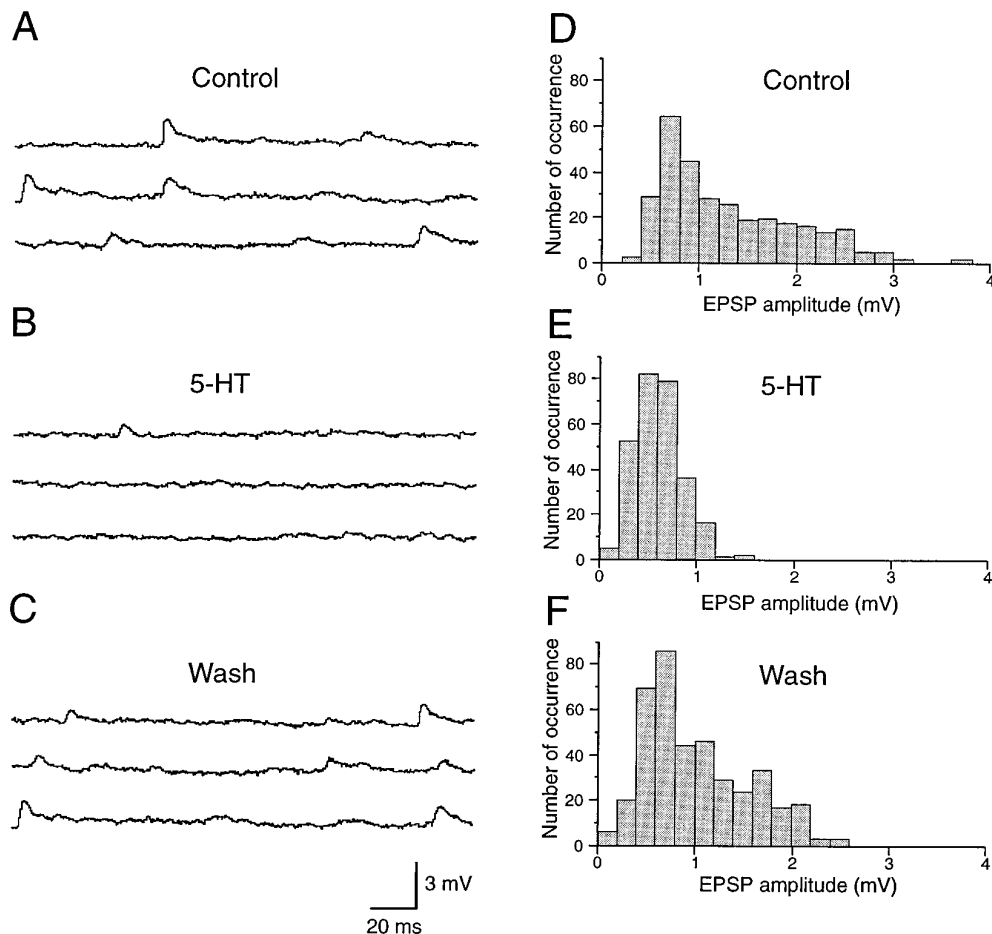 A
Control
B
5-HT
C
Wash
3 mV
20 ms
D
Control
Number of occurrence
80
60
40
20
0
0 1 2 3 4
EPSP amplitude (mV)
E
5-HT
Number of occurrence
80
60
40
20
0
0 1 2 3 4
EPSP amplitude (mV)
F
Wash
Number of occurrence
80
60
40
20
0
0 1 2 3 4
EPSP amplitude (mV)